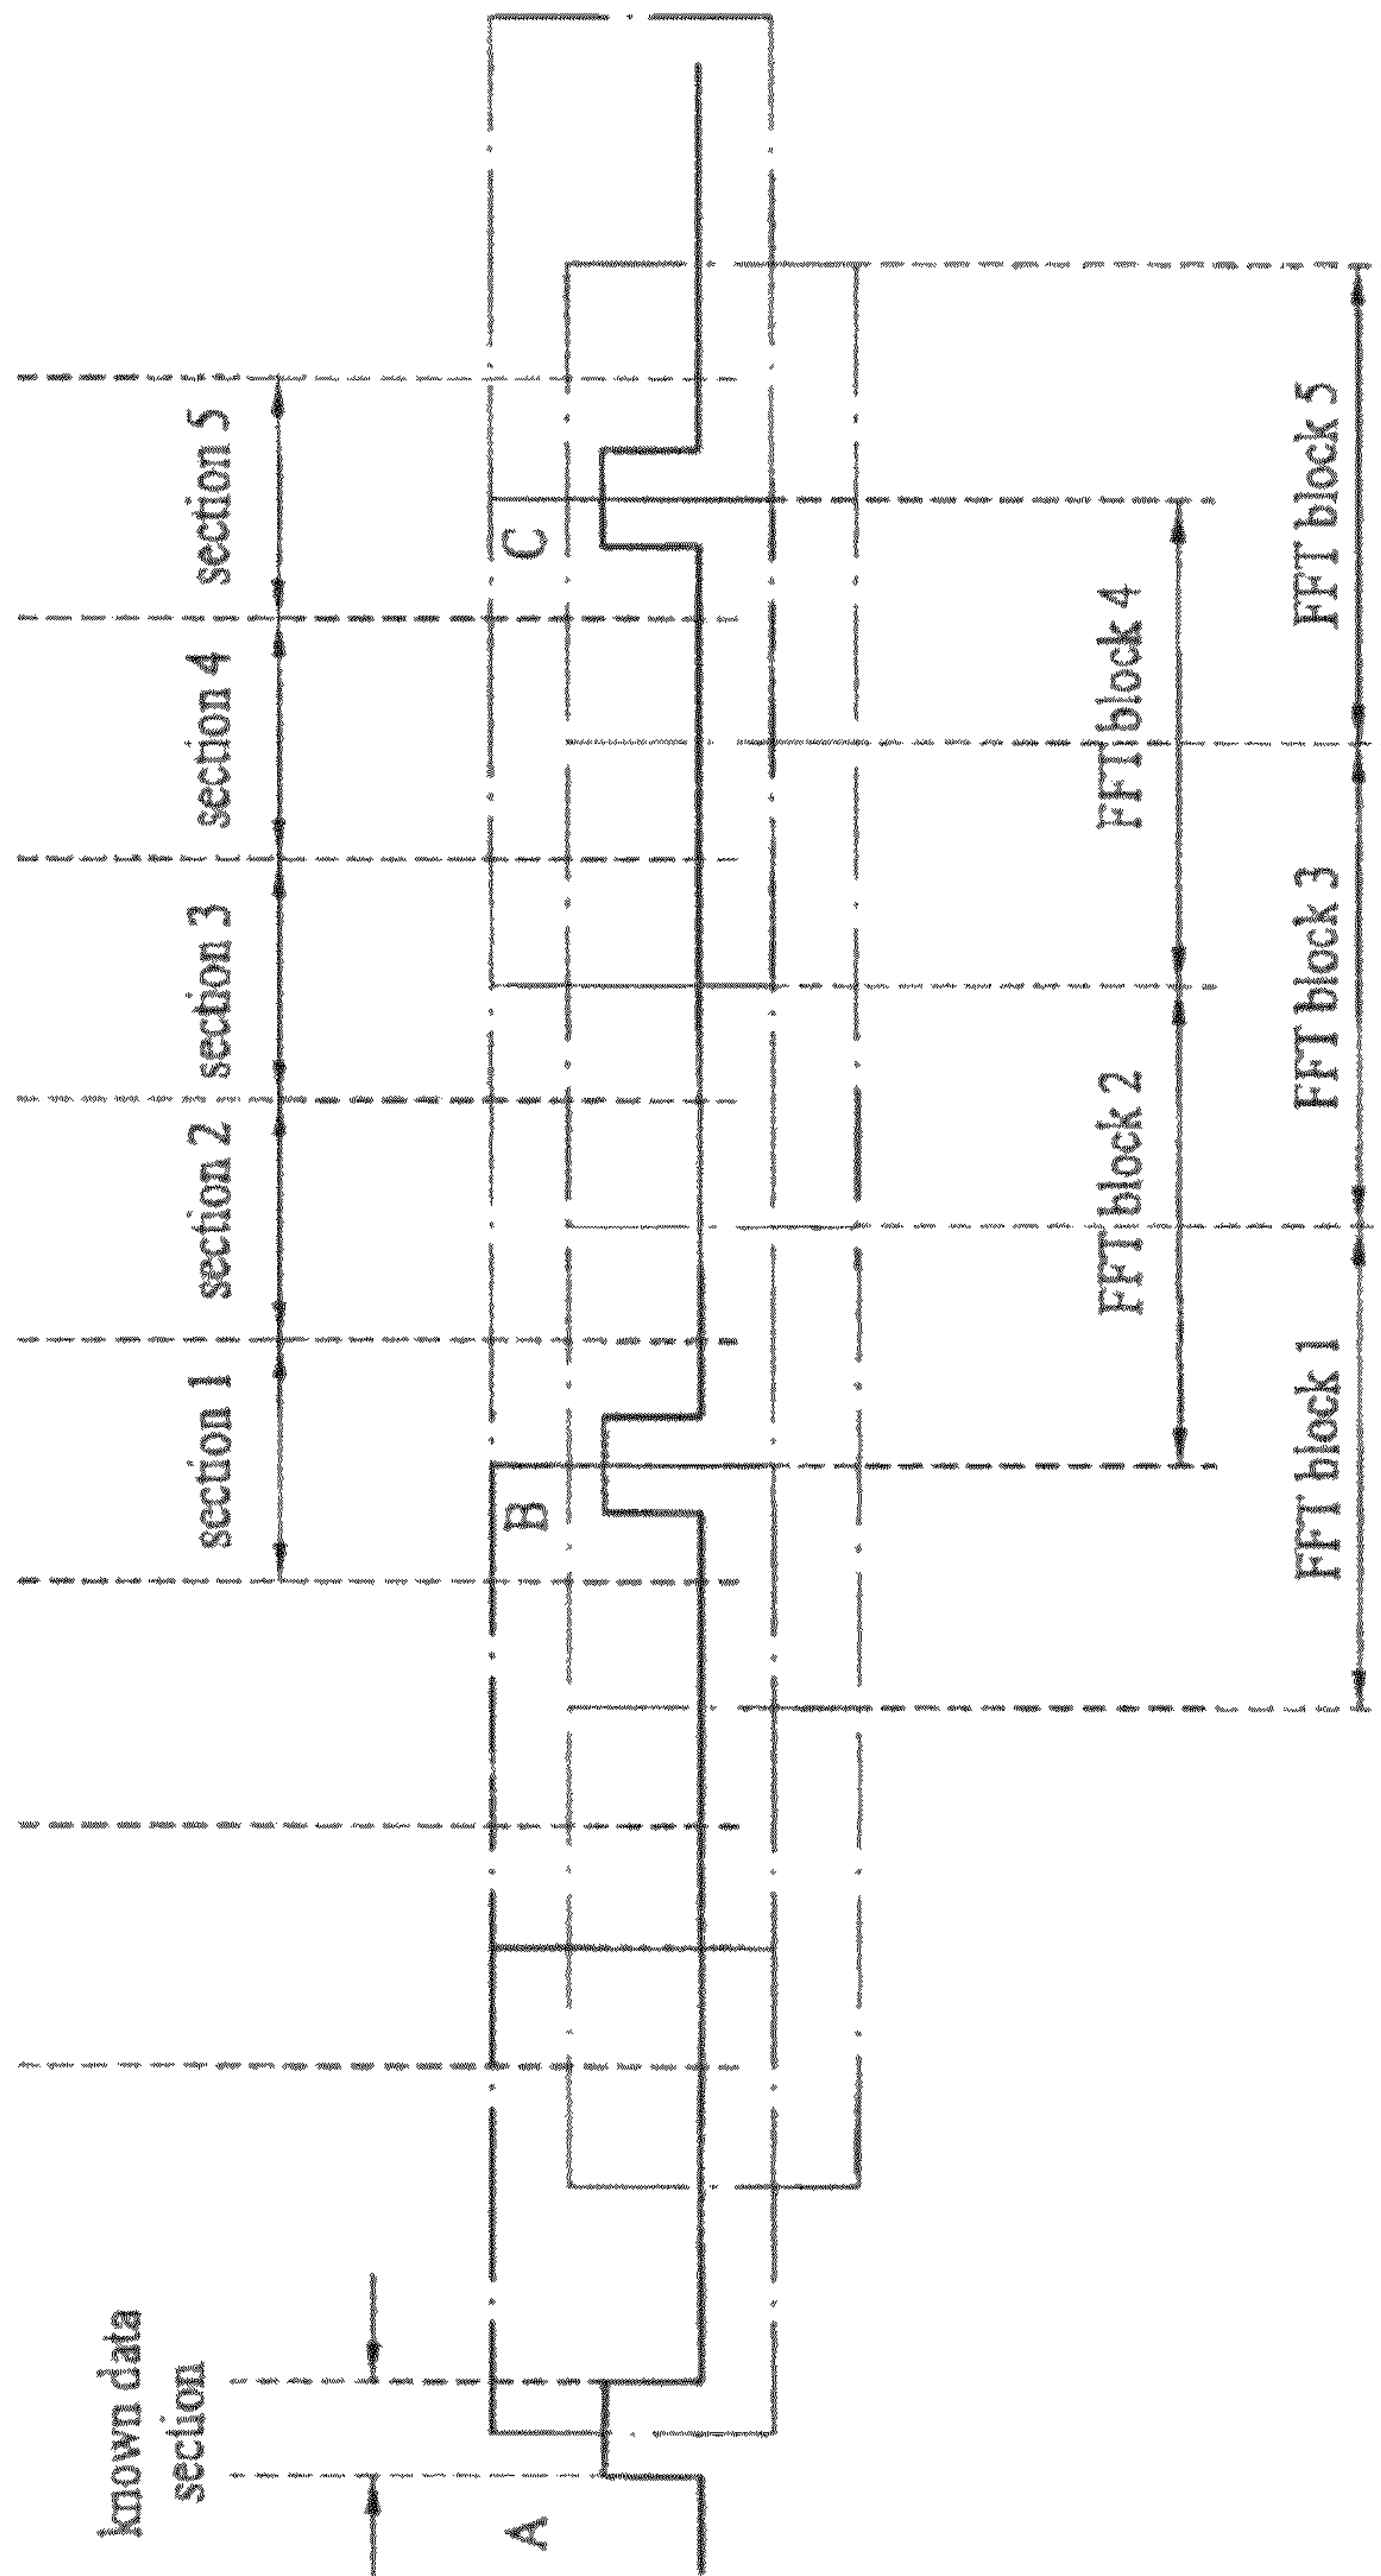 known data
section
section 1
section 2
section 3
section 4
section 5
A
B
C
FFT block 2
FFT block 4
FFT block 1
FFT block 3
FFT block 5